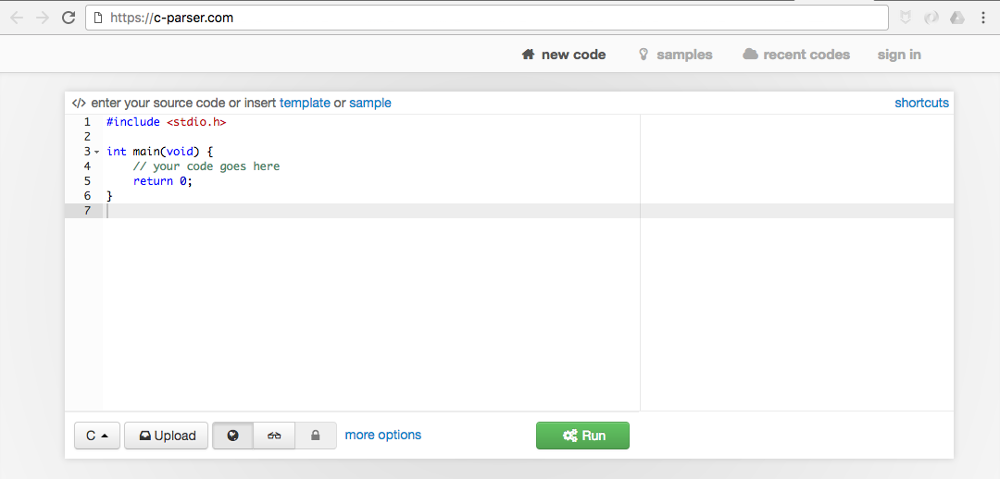 https://c-parser.com
new code samples recent codes sign in
</> enter your source code or insert template or sample shortcuts
1 #include <stdio.h>
2
3 int main(void) {
4 // your code goes here
5 return 0;
6 }
7
C Upload more options Run